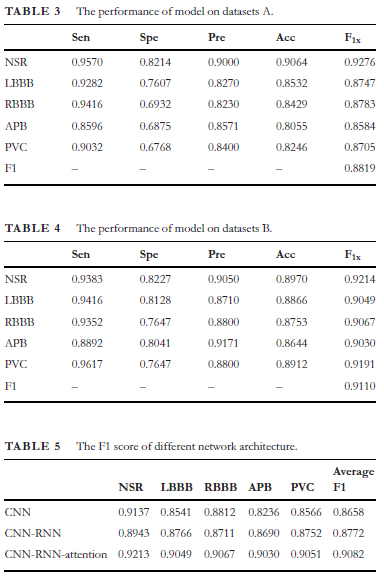 TABLE 3 The performance of model on datasets A.
Sen Spe Pre Acc F1x
NSR 0.9570 0.8214 0.9000 0.9064 0.9276
LBBB 0.9282 0.7607 0.8270 0.8532 0.8747
RBBB 0.9416 0.6932 0.8230 0.8429 0.8783
APB 0.8596 0.6875 0.8571 0.8055 0.8584
PVC 0.9032 0.6768 0.8400 0.8246 0.8705
F1 – – – – 0.8819
TABLE 4 The performance of model on datasets B.
Sen Spe Pre Acc F1x
NSR 0.9383 0.8227 0.9050 0.8970 0.9214
LBBB 0.9416 0.8128 0.8710 0.8866 0.9049
RBBB 0.9352 0.7647 0.8800 0.8753 0.9067
APB 0.8892 0.8041 0.9171 0.8644 0.9030
PVC 0.9617 0.7647 0.8800 0.8912 0.9191
F1 – – – – 0.9110
TABLE 5 The F1 score of different network architecture.
Average
NSR LBBB RBBB APB PVC F1
CNN 0.9137 0.8541 0.8812 0.8236 0.8566 0.8658
CNN-RNN 0.8943 0.8766 0.8711 0.8690 0.8752 0.8772
CNN-RNN-attention 0.9213 0.9049 0.9067 0.9030 0.9051 0.9082